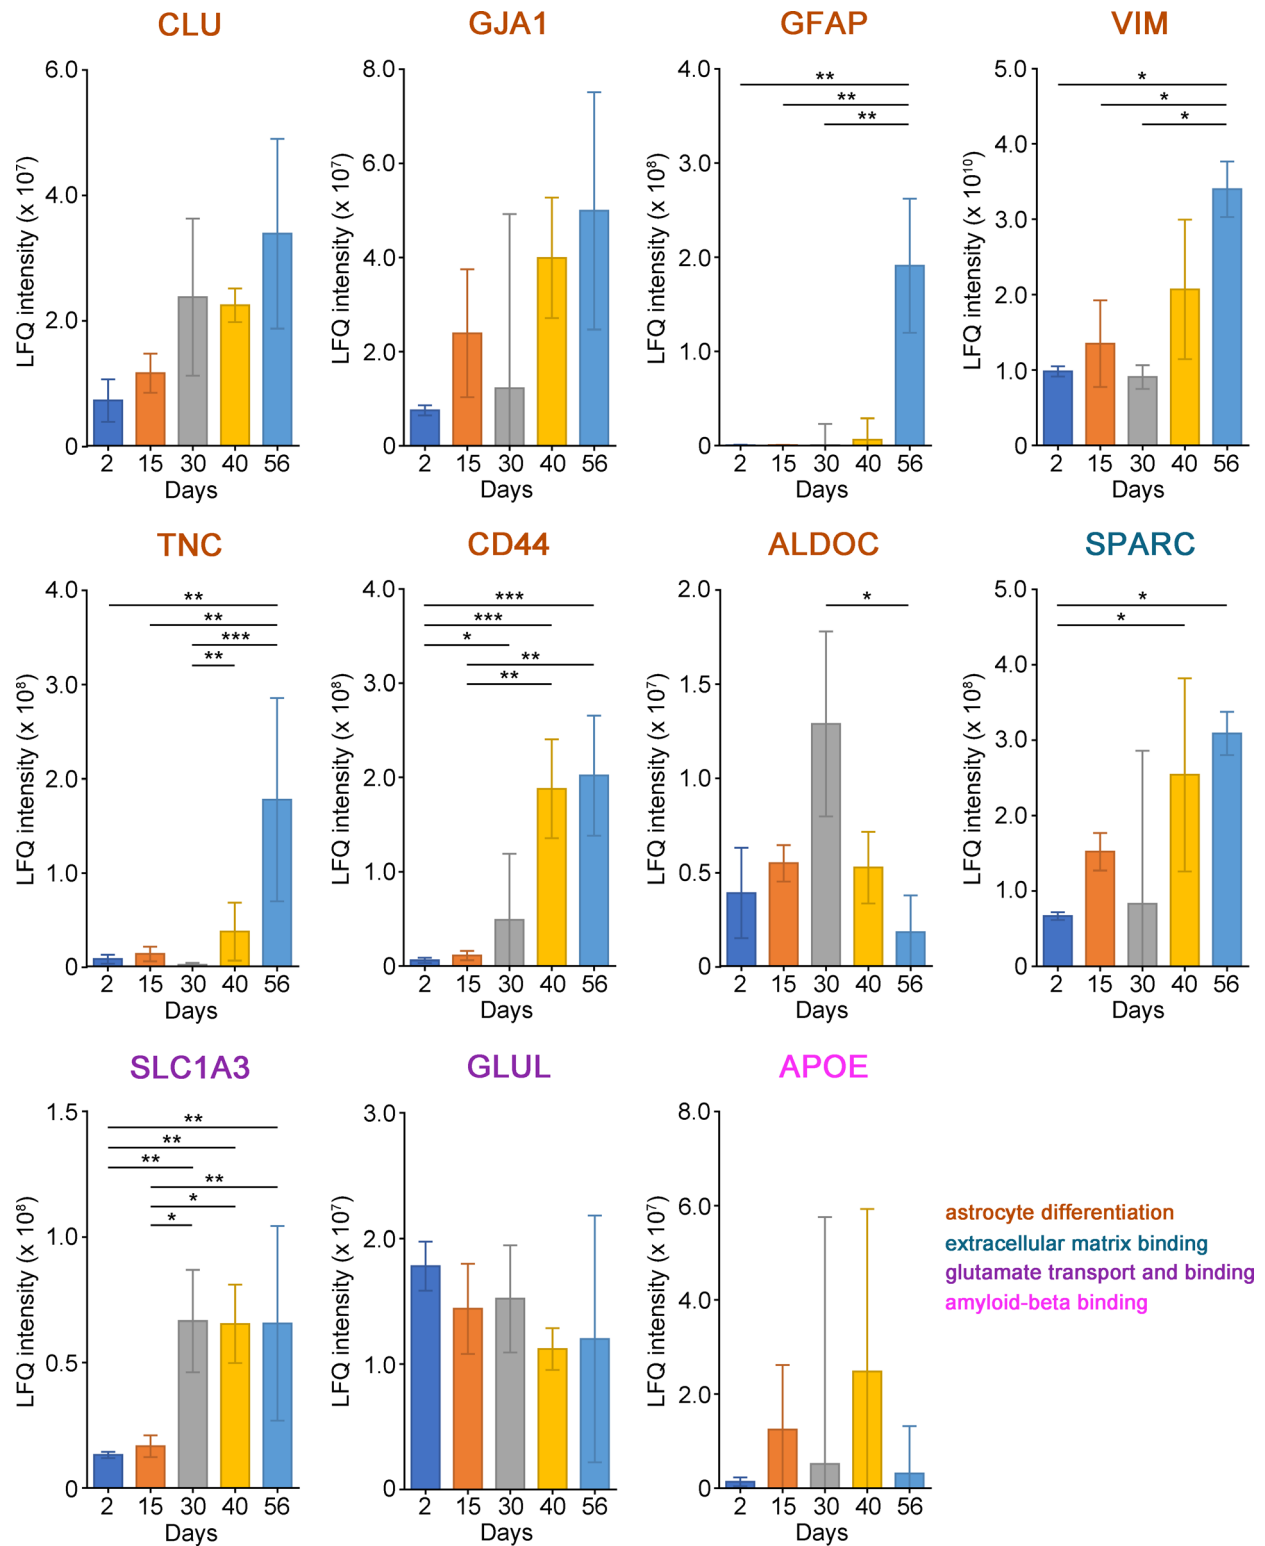 CLU
GJA1
GFAP
VIM
6.0
4.0
2.0
0
LFQ intensity (x 10⁷)
2 15 30 40 56
Days
8.0
6.0
4.0
2.0
0
LFQ intensity (x 10⁷)
2 15 30 40 56
Days
4.0
3.0
2.0
1.0
0
LFQ intensity (x 10⁸)
**
**
**
2 15 30 40 56
Days
5.0
4.0
3.0
2.0
1.0
0
LFQ intensity (x 10¹⁰)
*
*
*
2 15 30 40 56
Days
TNC
CD44
ALDOC
SPARC
4.0
3.0
2.0
1.0
0
LFQ intensity (x 10⁸)
**
**
***
**
2 15 30 40 56
Days
4.0
3.0
2.0
1.0
0
LFQ intensity (x 10⁸)
***
***
*
**
**
2 15 30 40 56
Days
2.0
1.5
1.0
0.5
0
LFQ intensity (x 10⁷)
*
2 15 30 40 56
Days
5.0
4.0
3.0
2.0
1.0
0
LFQ intensity (x 10⁸)
*
*
2 15 30 40 56
Days
SLC1A3
GLUL
APOE
1.5
1.0
0.5
0
LFQ intensity (x 10⁸)
**
**
**
**
*
*
2 15 30 40 56
Days
3.0
2.0
1.0
0
LFQ intensity (x 10⁷)
2 15 30 40 56
Days
8.0
6.0
4.0
2.0
0
LFQ intensity (x 10⁷)
2 15 30 40 56
Days
astrocyte differentiation
extracellular matrix binding
glutamate transport and binding
amyloid-beta binding